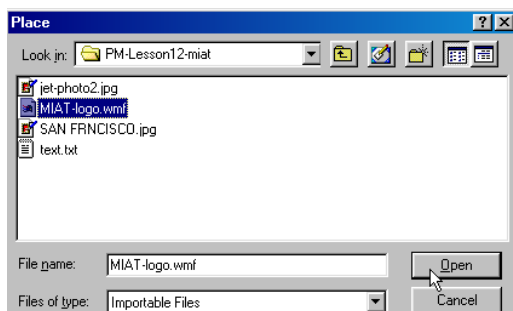 Place
Look in: PM-Lesson12-miat
jet-photo2.jpg
MIAT-logo.wmf
SAN FRNCISCO.jpg
text.txt
File name: MIAT-logo.wmf Open
Files of type: Importable Files Cancel